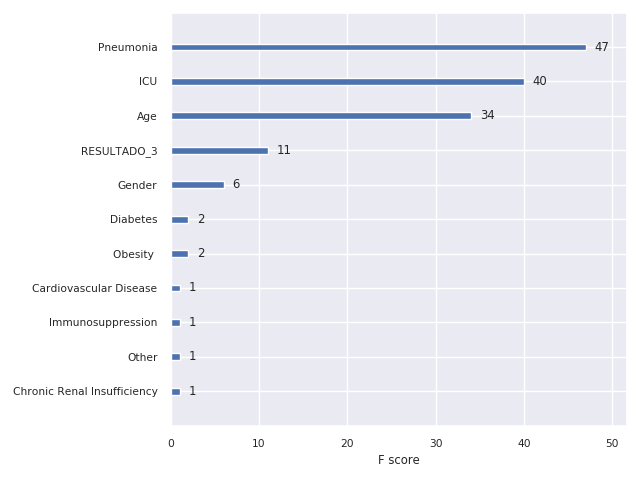 Pneumonia 47
ICU 40
Age 34
RESULTADO_3 11
Gender 6
Diabetes 2
Obesity 2
Cardiovascular Disease 1
Immunosuppression 1
Other 1
Chronic Renal Insufficiency 1
0 10 20 30 40 50
F score